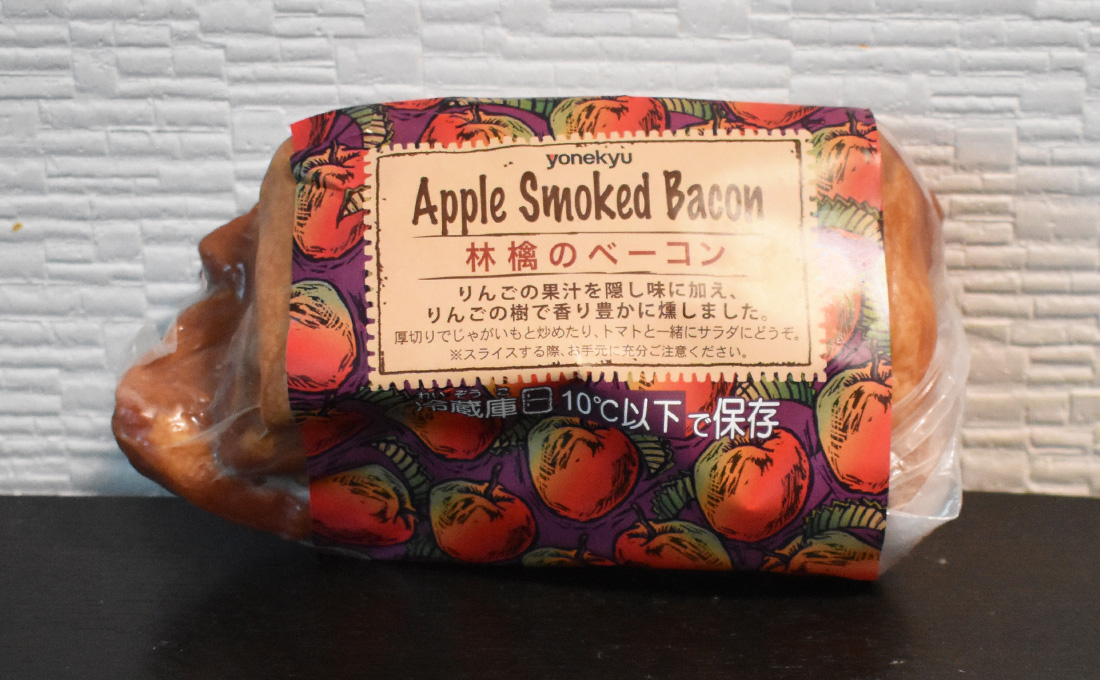 yonekyu
Apple Smoked Bacon
林檎のベーコン
りんごの果汁を隠し味に加え、
りんごの樹で香り豊かに燻しました。
厚切りでじゃがいもと炒めたり、トマトと一緒にサラダにどうぞ。
※スライスする際、お手元に充分ご注意ください。
れいぞうこ
冷蔵庫 10℃以下で保存